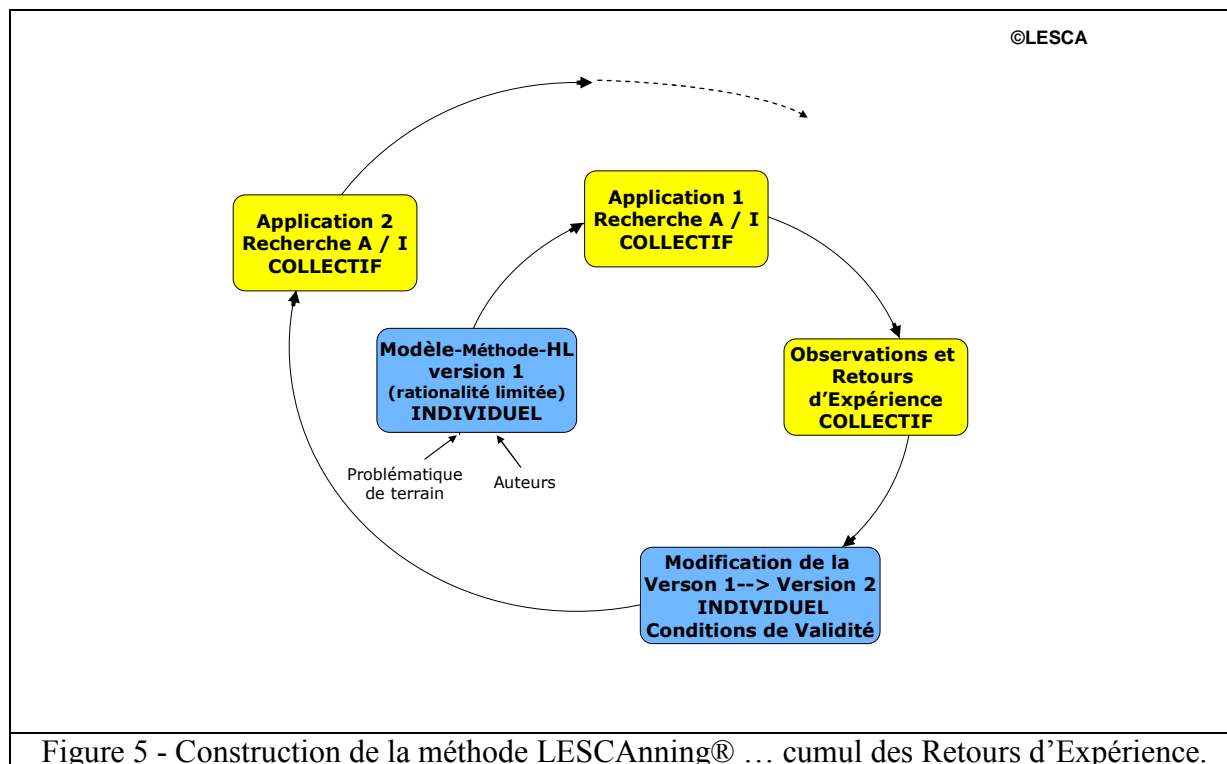 ©LESCA
Application 1
Recherche A / I
COLLECTIF
Application 2
Recherche A / I
COLLECTIF
Modèle-Méthode-HL
version 1
(rationalité limitée)
INDIVIDUEL
Observations et
Retours
d’Expérience
COLLECTIF
Problématique
de terrain
Auteurs
Modification de la
Verson 1--> Version 2
INDIVIDUEL
Conditions de Validité
Figure 5 - Construction de la méthode LESCAnning® … cumul des Retours d’Expérience.